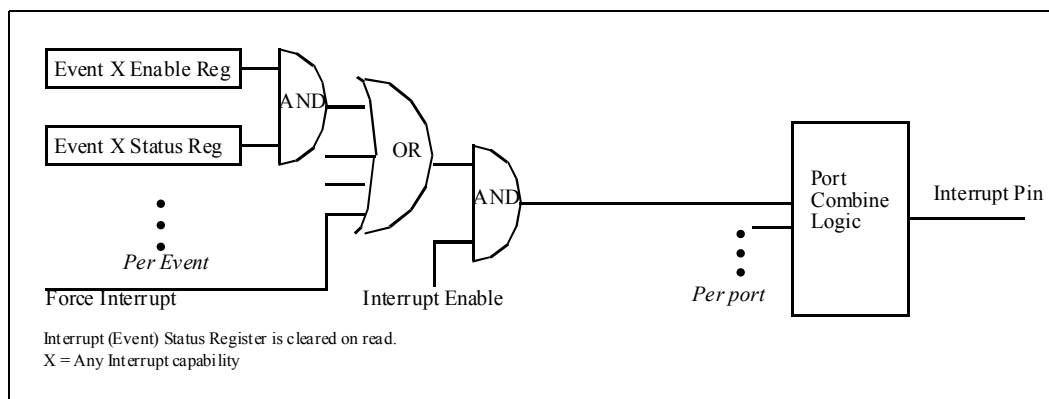 Event X Enable Reg
AND
Event X Status Reg
OR
AND
Port
Combine
Logic
Interrupt Pin
Per Event
Per port
Force Interrupt
Interrupt Enable
Interrupt (Event) Status Register is cleared on read.
X = Any Interrupt capability